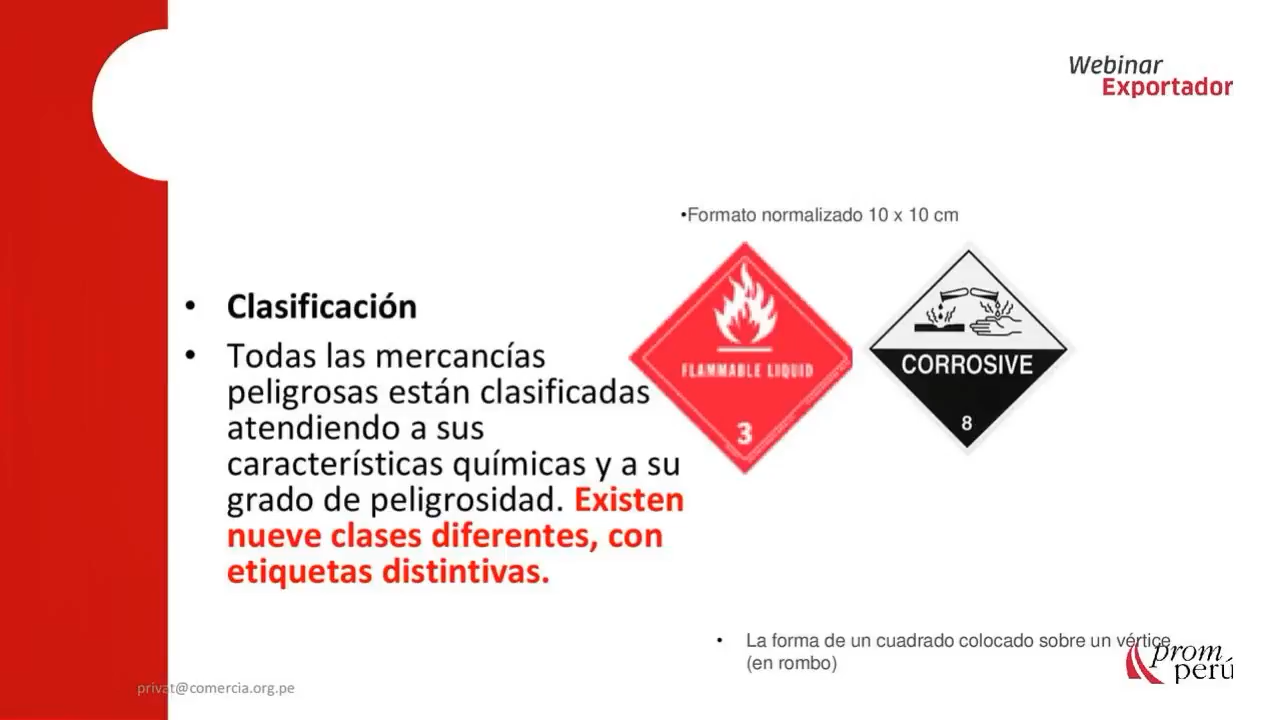 Webinar
Exportador
•Formato normalizado 10 x 10 cm
FLAMMABLE LIQUID
3
CORROSIVE
8
• Clasificación
• Todas las mercancías
peligrosas están clasificadas
atendiendo a sus
características químicas y a su
grado de peligrosidad. Existen
nueve clases diferentes, con
etiquetas distintivas.
• La forma de un cuadrado colocado sobre un vértice
(en rombo)
prom
perú
privat@comercia.org.pe